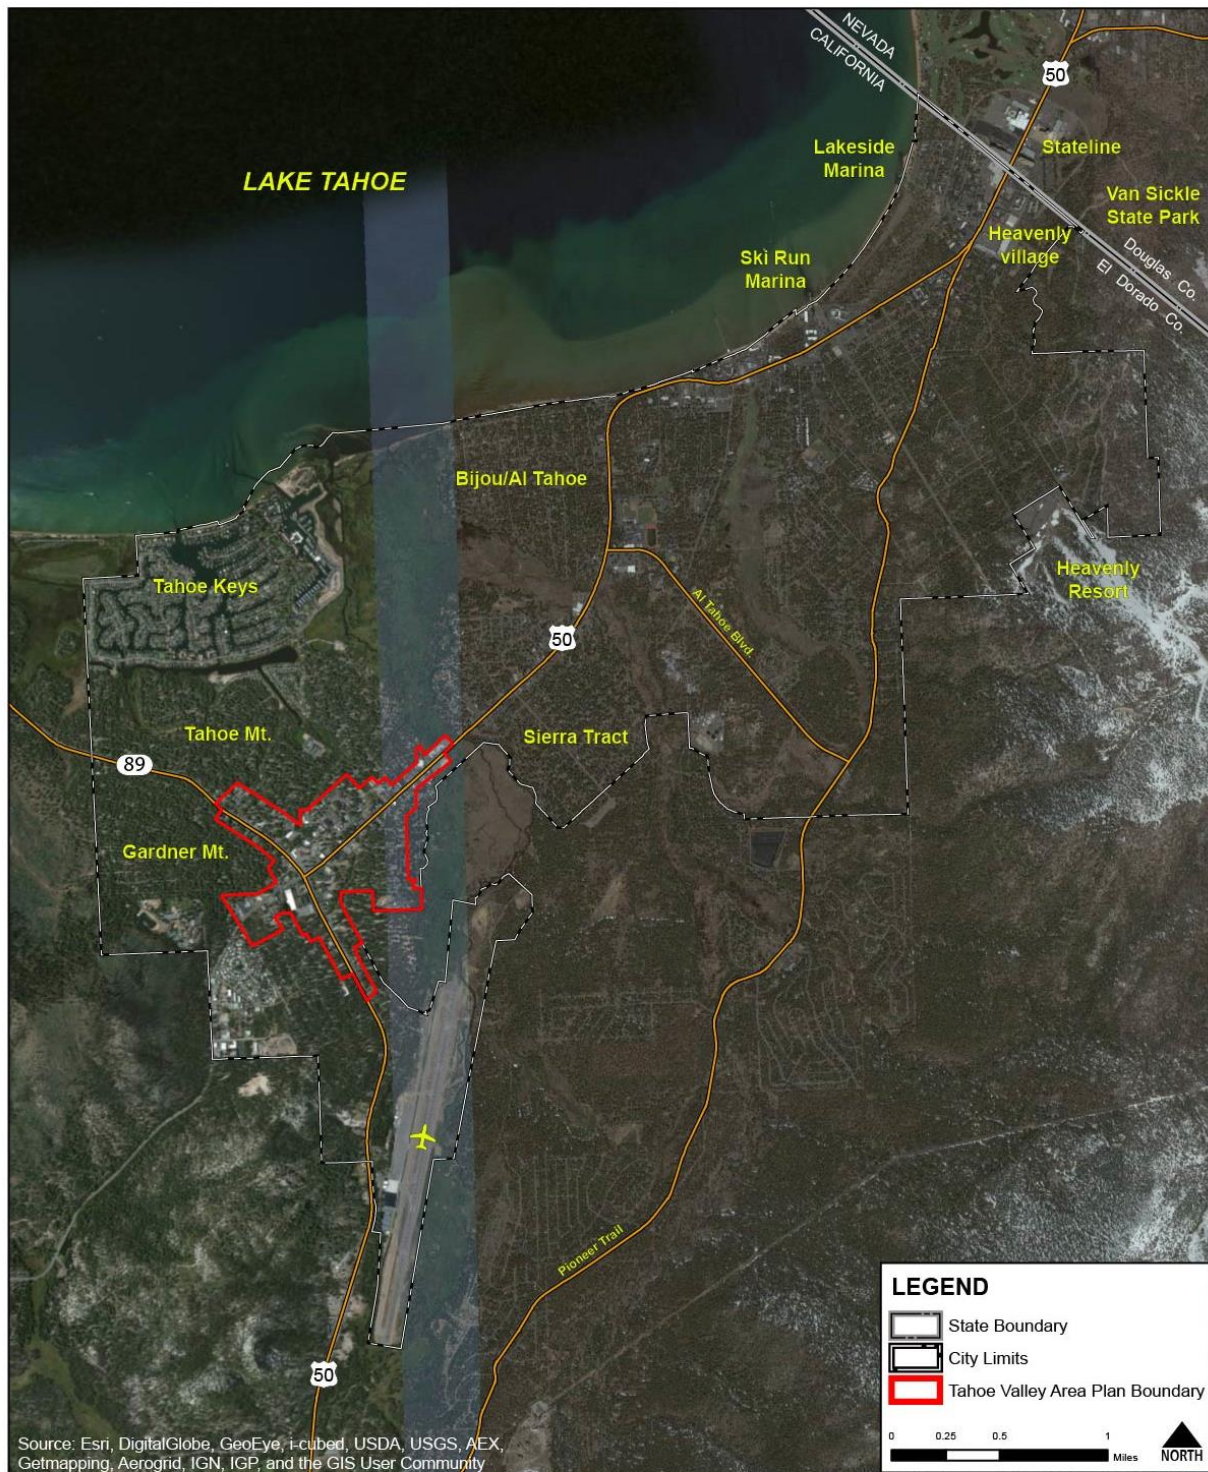 NEVADA
CALIFORNIA
50
LAKE TAHOE
Lakeside
Marina
Stateline
Van Sickle
State Park
Heavenly
village
Douglas Co.
El Dorado Co.
Ski Run
Marina
Bijou/Al Tahoe
Tahoe Keys
Heavenly
Resort
Al Tahoe Blvd.
50
Tahoe Mt.
Sierra Tract
89
Gardner Mt.
Pioneer Trail
50
LEGEND
State Boundary
City Limits
Tahoe Valley Area Plan Boundary
0 0.25 0.5 1
Miles
NORTH
Source: Esri, DigitalGlobe, GeoEye, i-cubed, USDA, USGS, AEX,
Getmapping, Aerogrid, IGN, IGP, and the GIS User Community